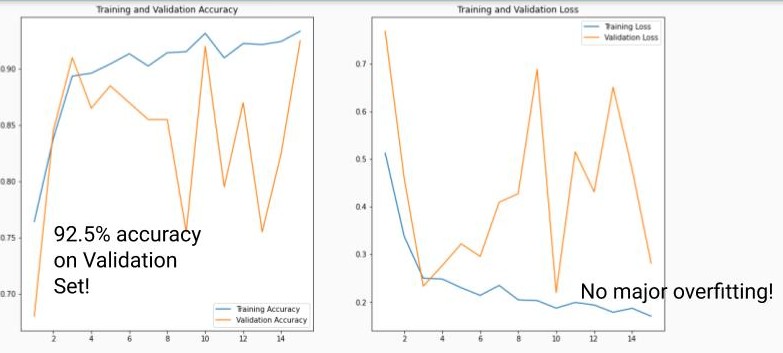 Training and Validation Accuracy
0.90
0.85
0.80
0.75
0.70
2 4 6 8 10 12 14
Training Accuracy
Validation Accuracy
92.5% accuracy
on Validation
Set!
Training and Validation Loss
Training Loss
Validation Loss
0.7
0.6
0.5
0.4
0.3
0.2
2 4 6 8 10 12 14
No major overfitting!